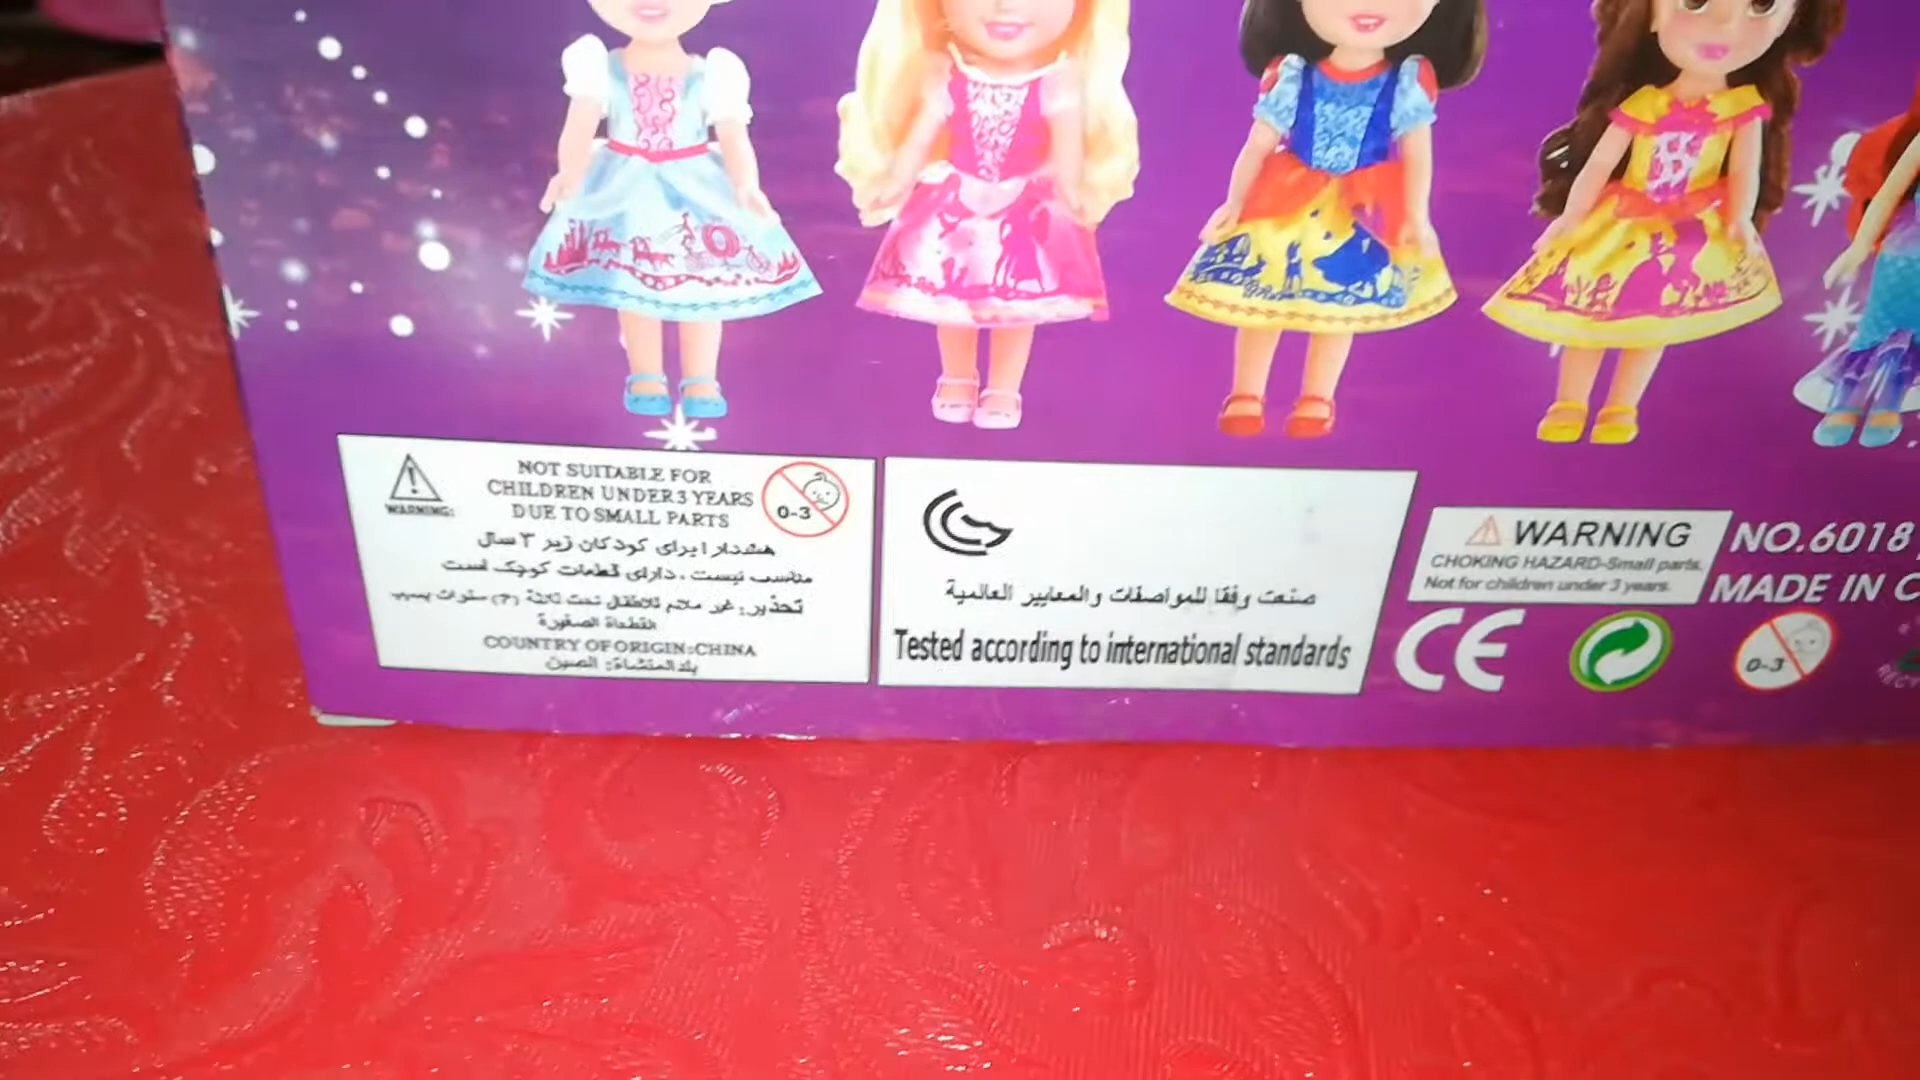 NOT SUITABLE FOR
CHILDREN UNDER 3 YEARS
DUE TO SMALL PARTS
WARNING:
0-3
هشدار ! برای کودکان زیر ۳ سال
مناسب نیست ، دارای قطعات کوچک است
تحذير: غير ملائم للاطفال تحت ثلاثة (٣) سنوات بسبب
القطعاة الصغيرة
COUNTRY OF ORIGIN:CHINA
بلد المنشاة: الصين
صنعت وفقا للمواصفات والمعايير العالمية
Tested according to international standards
WARNING
CHOKING HAZARD-Small parts.
Not for children under 3 years.
NO.6018
MADE IN C
CE
0-3